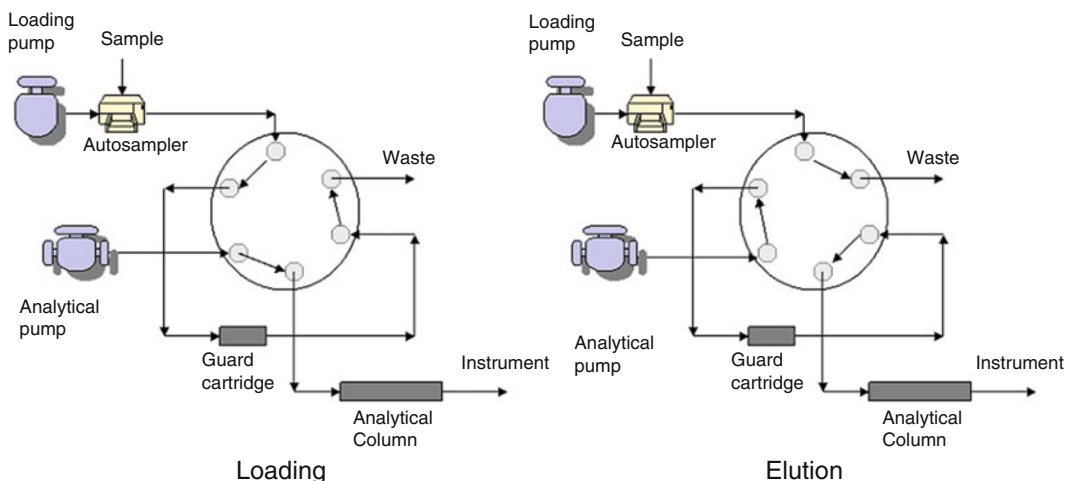 Loading
pump
Sample
Autosampler
Waste
Analytical
pump
Guard
cartridge
Instrument
Analytical
Column
Loading
Loading
pump
Sample
Autosampler
Waste
Analytical
pump
Guard
cartridge
Instrument
Analytical
Column
Elution